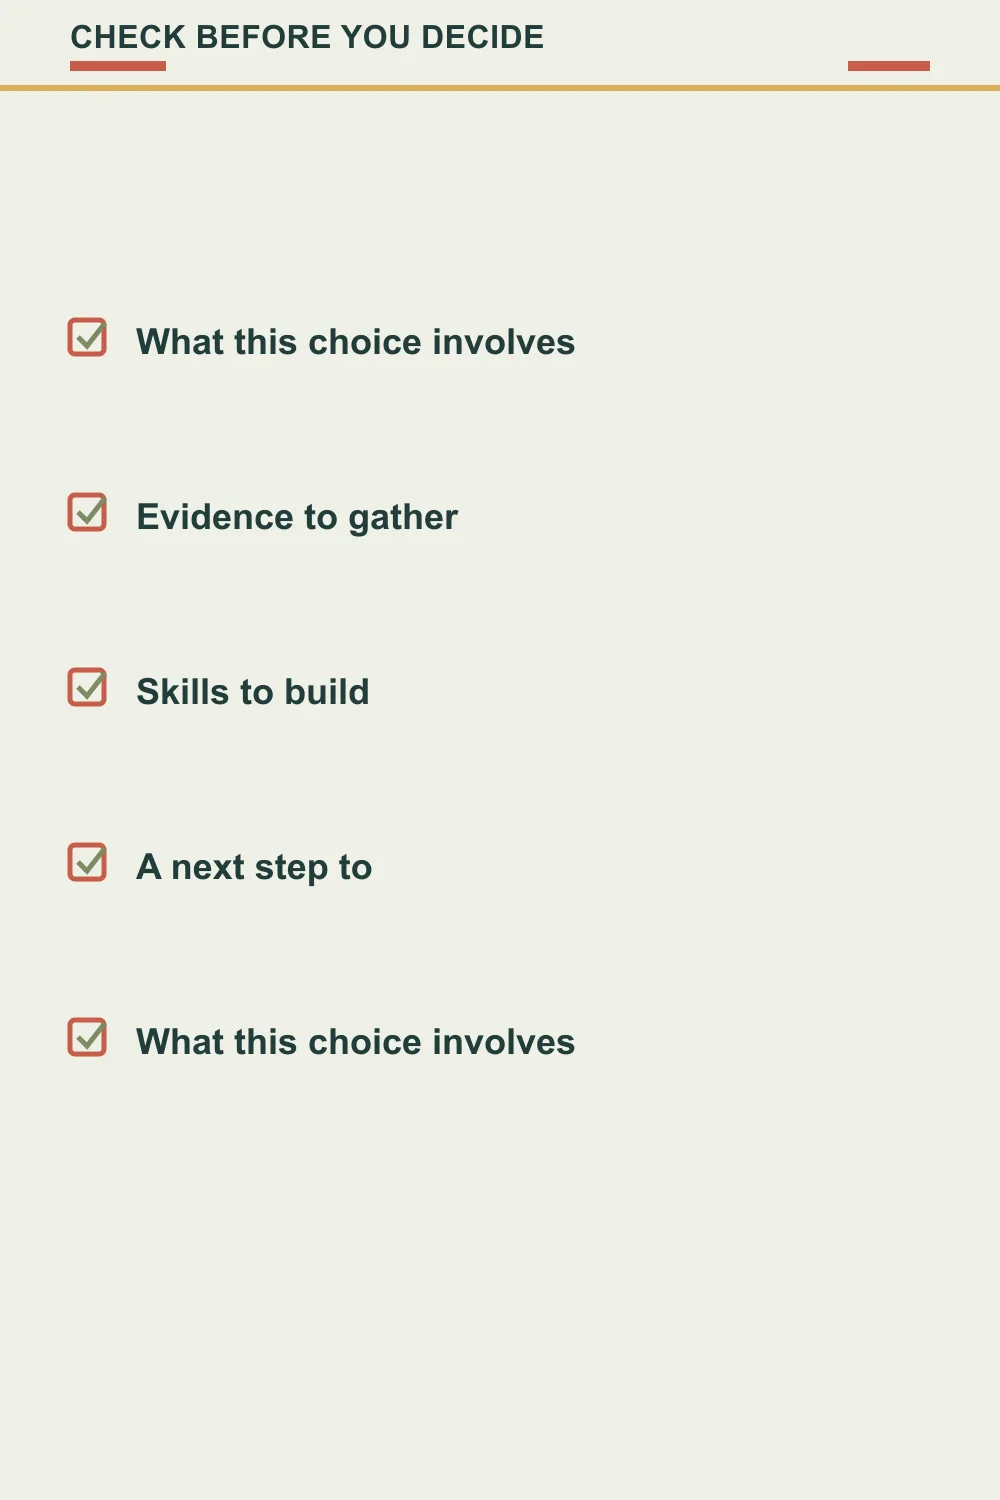 CHECK BEFORE YOU DECIDE
What this choice involves
Evidence to gather
Skills to build
A next step to
What this choice involves